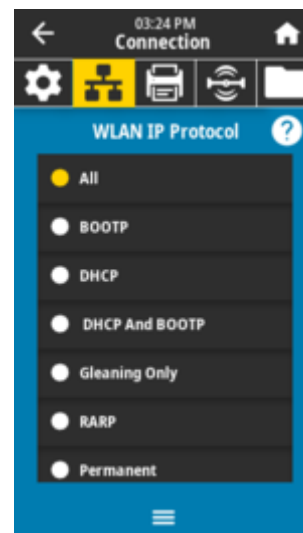 03:24 PM
Connection
WLAN IP Protocol
?
All
BOOTP
DHCP
DHCP And BOOTP
Gleaning Only
RARP
Permanent